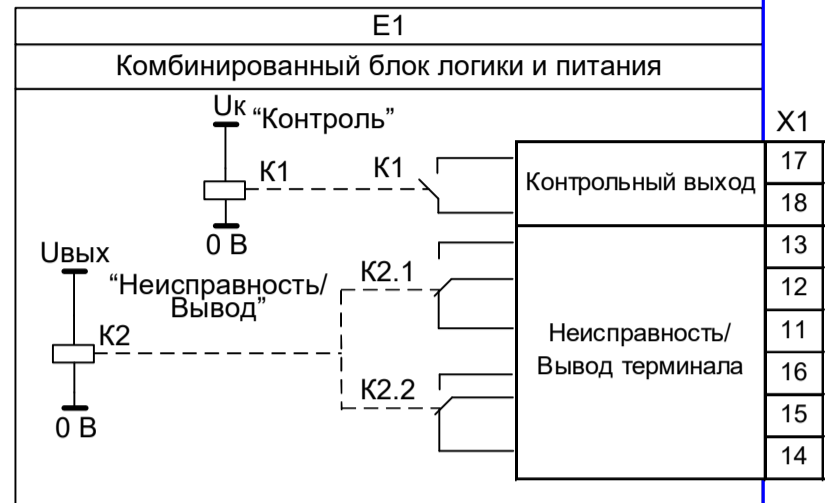 E1
Комбинированный блок логики и питания
Uк “Контроль”
X1
K1
K1
Контрольный выход
17
18
0 В
Uвых
“Неисправность/
Вывод”
K2
K2.1
K2.2
0 В
Неисправность/
Вывод терминала
13
12
11
16
15
14